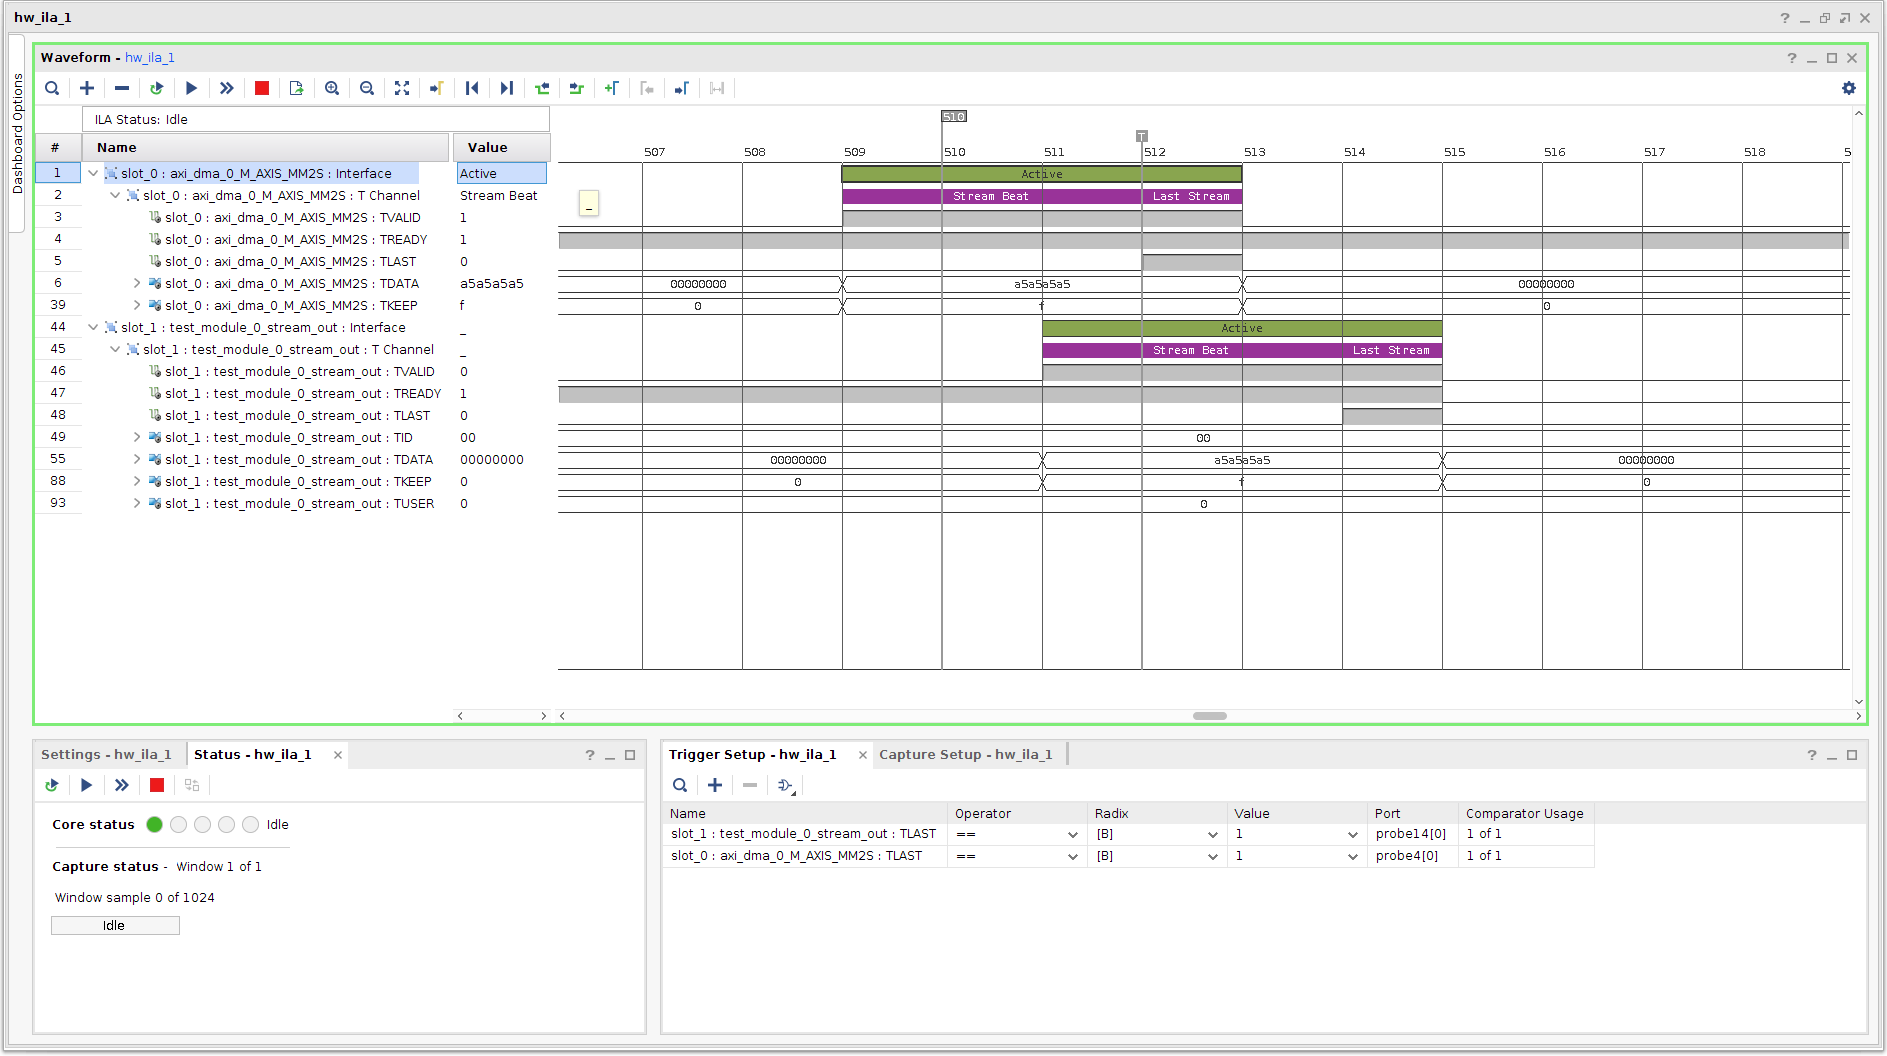 hw_ila_1
Dashboard Options
Waveform - hw_ila_1
ILA Status: Idle
510
T
507 508 509 510 511 512 513 514 515 516 517 518 5
# Name Value
1 slot_0 : axi_dma_0_M_AXIS_MM2S : Interface Active Active
2 slot_0 : axi_dma_0_M_AXIS_MM2S : T Channel Stream Beat Stream Beat Last Stream
3 slot_0 : axi_dma_0_M_AXIS_MM2S : TVALID 1
4 slot_0 : axi_dma_0_M_AXIS_MM2S : TREADY 1
5 slot_0 : axi_dma_0_M_AXIS_MM2S : TLAST 0
6 slot_0 : axi_dma_0_M_AXIS_MM2S : TDATA a5a5a5a5 00000000 a5a5a5a5 00000000
39 slot_0 : axi_dma_0_M_AXIS_MM2S : TKEEP f 0 f 0
44 slot_1 : test_module_0_stream_out : Interface _ Active
45 slot_1 : test_module_0_stream_out : T Channel _ Stream Beat Last Stream
46 slot_1 : test_module_0_stream_out : TVALID 0
47 slot_1 : test_module_0_stream_out : TREADY 1
48 slot_1 : test_module_0_stream_out : TLAST 0
49 slot_1 : test_module_0_stream_out : TID 00 00
55 slot_1 : test_module_0_stream_out : TDATA 00000000 00000000 a5a5a5a5 00000000
88 slot_1 : test_module_0_stream_out : TKEEP 0 0 f 0
93 slot_1 : test_module_0_stream_out : TUSER 0 0
Settings - hw_ila_1 Status - hw_ila_1
Core status Idle
Capture status - Window 1 of 1
Window sample 0 of 1024
Idle
Trigger Setup - hw_ila_1 Capture Setup - hw_ila_1
Name Operator Radix Value Port Comparator Usage
slot_1 : test_module_0_stream_out : TLAST == [B] 1 probe14[0] 1 of 1
slot_0 : axi_dma_0_M_AXIS_MM2S : TLAST == [B] 1 probe4[0] 1 of 1